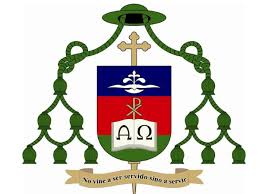 Α Ω
No vine a ser servido sino a servir